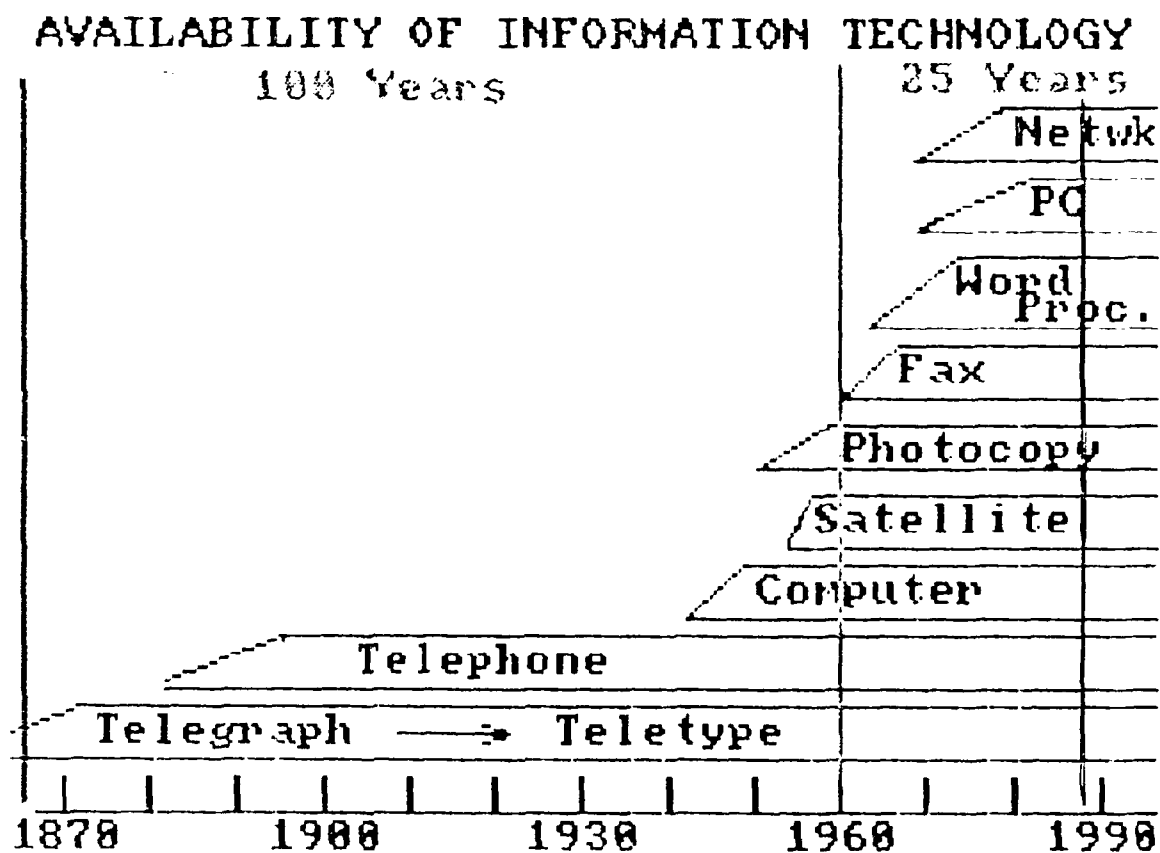 AVAILABILITY OF INFORMATION TECHNOLOGY
100 Years 25 Years
Netwk
PC
Word
Proc.
Fax
Photocopy
Satellite
Computer
Telephone
Telegraph → Teletype
1870 1900 1930 1960 1990